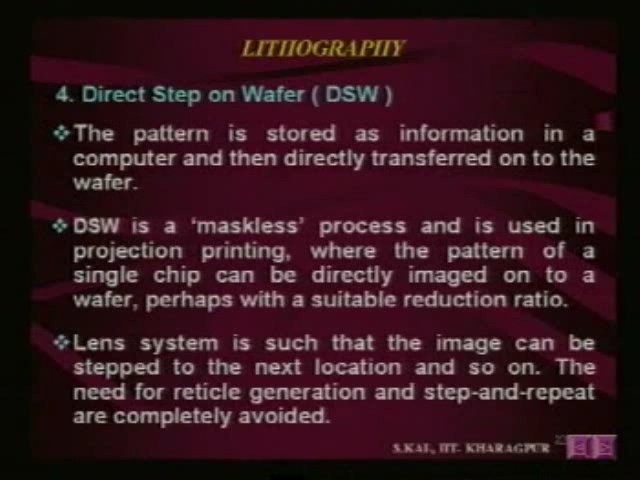 LITHOGRAPHY
4. Direct Step on Wafer ( DSW )
❖The pattern is stored as information in a
computer and then directly transferred on to the
wafer.
❖DSW is a ‘maskless’ process and is used in
projection printing, where the pattern of a
single chip can be directly imaged on to a
wafer, perhaps with a suitable reduction ratio.
❖Lens system is such that the image can be
stepped to the next location and so on. The
need for reticle generation and step-and-repeat
are completely avoided.
S.KAL, IIT- KHARAGPUR